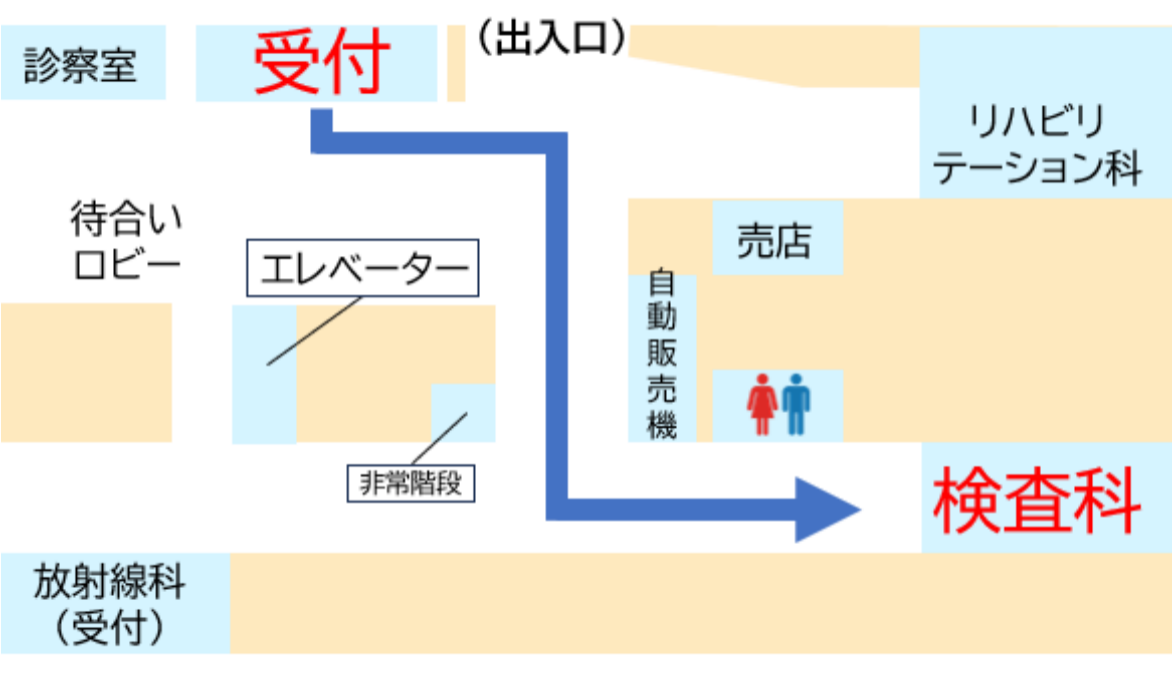 診察室
受付
（出入口）
リハビリ
テーション科
待合い
ロビー
エレベーター
売店
自動販売機
非常階段
検査科
放射線科
（受付）